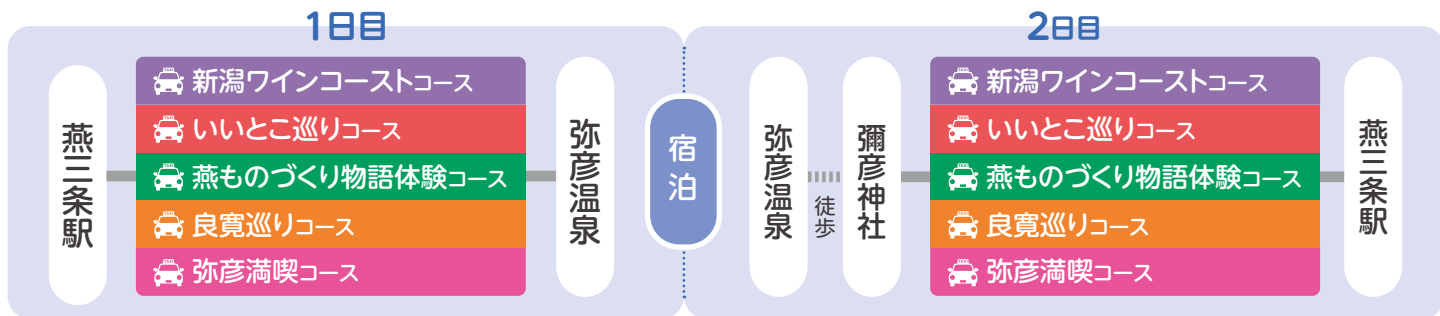 1日目
燕三条駅
新潟ワインコーストコース
いいとこ巡りコース
燕ものづくり物語体験コース
良寛巡りコース
弥彦満喫コース
弥彦温泉
宿泊
2日目
弥彦温泉
徒歩
彌彦神社
新潟ワインコーストコース
いいとこ巡りコース
燕ものづくり物語体験コース
良寛巡りコース
弥彦満喫コース
燕三条駅